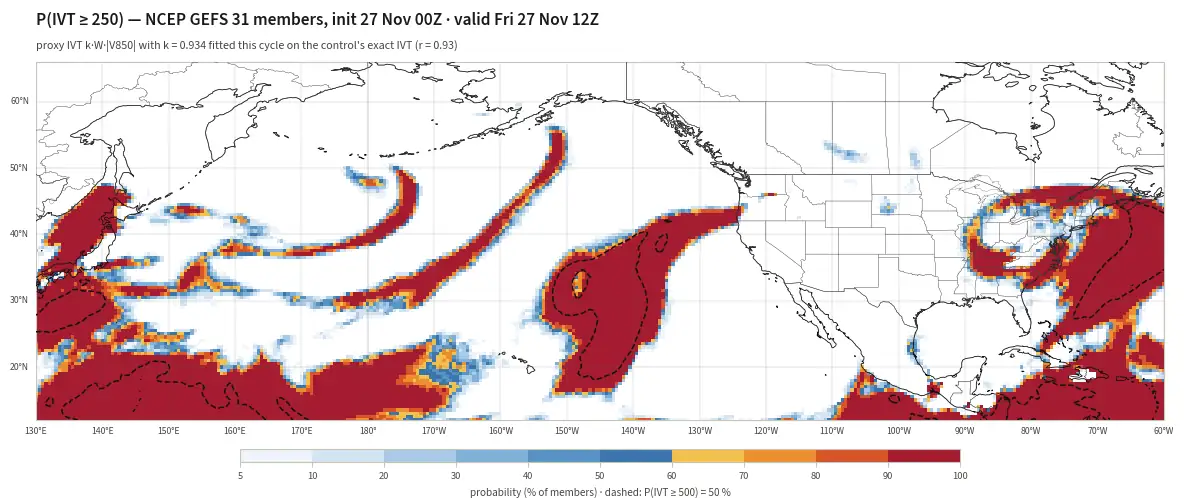 P(IVT ≥ 250) — NCEP GEFS 31 members, init 27 Nov 00Z · valid Fri 27 Nov 12Z
proxy IVT k·W·|V850| with k = 0.934 fitted this cycle on the control's exact IVT (r = 0.93)
60°N
50°N
40°N
30°N
20°N
130°E 140°E 150°E 160°E 170°E 180° 170°W 160°W 150°W 140°W 130°W 120°W 110°W 100°W 90°W 80°W 70°W 60°W
5 10 20 30 40 50 60 70 80 90 100
probability (% of members) · dashed: P(IVT ≥ 500) = 50 %